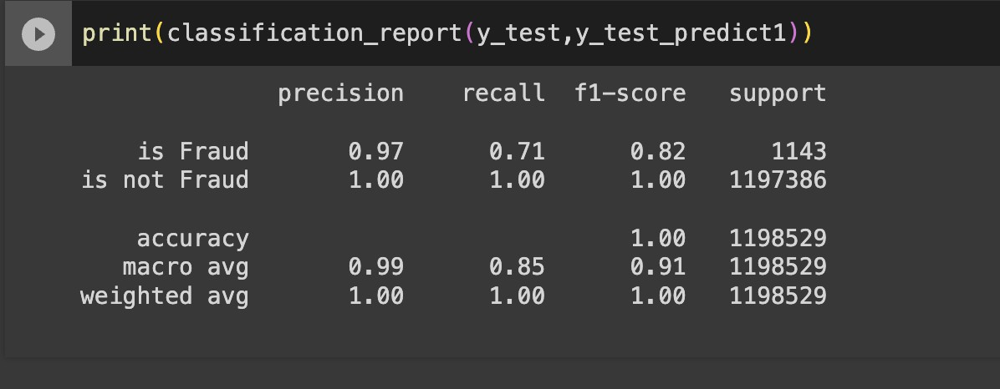 print(classification_report(y_test,y_test_predict1))
precision recall f1-score support
is Fraud 0.97 0.71 0.82 1143
is not Fraud 1.00 1.00 1.00 1197386
accuracy 1.00 1198529
macro avg 0.99 0.85 0.91 1198529
weighted avg 1.00 1.00 1.00 1198529